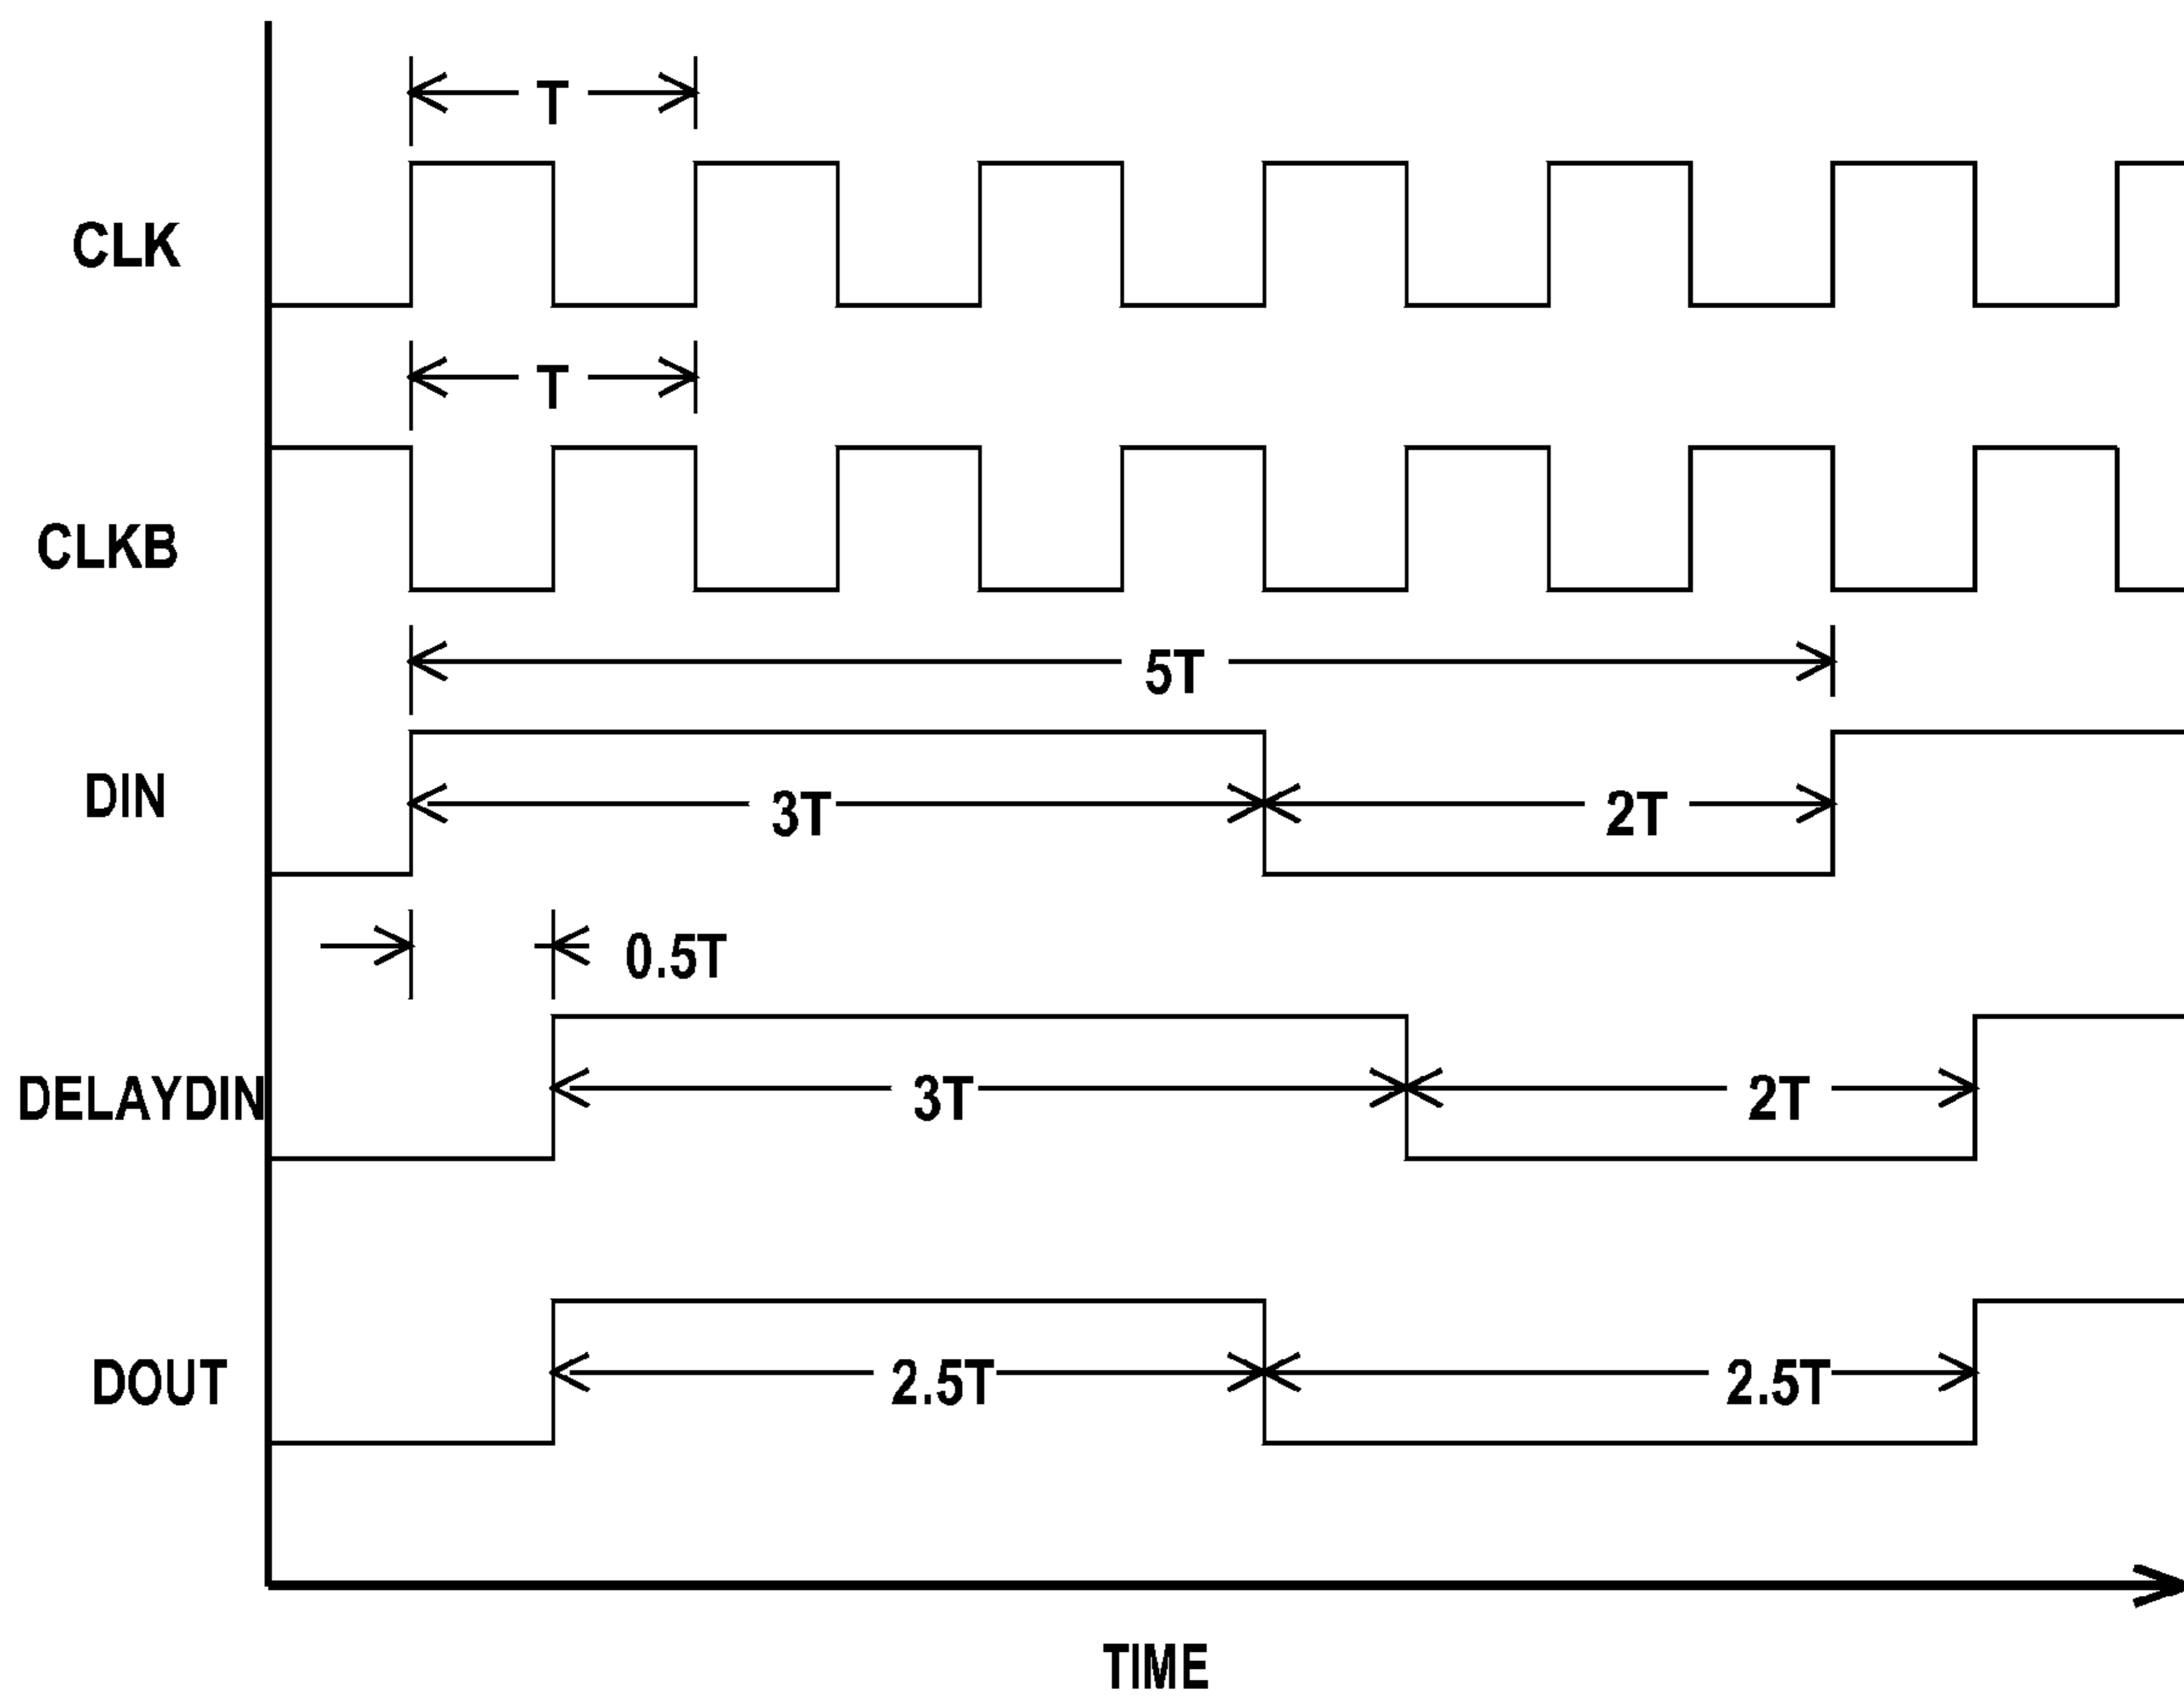 T
CLK
T
CLKB
5T
DIN
3T
2T
0.5T
DELAYDIN
3T
2T
DOUT
2.5T
2.5T
TIME